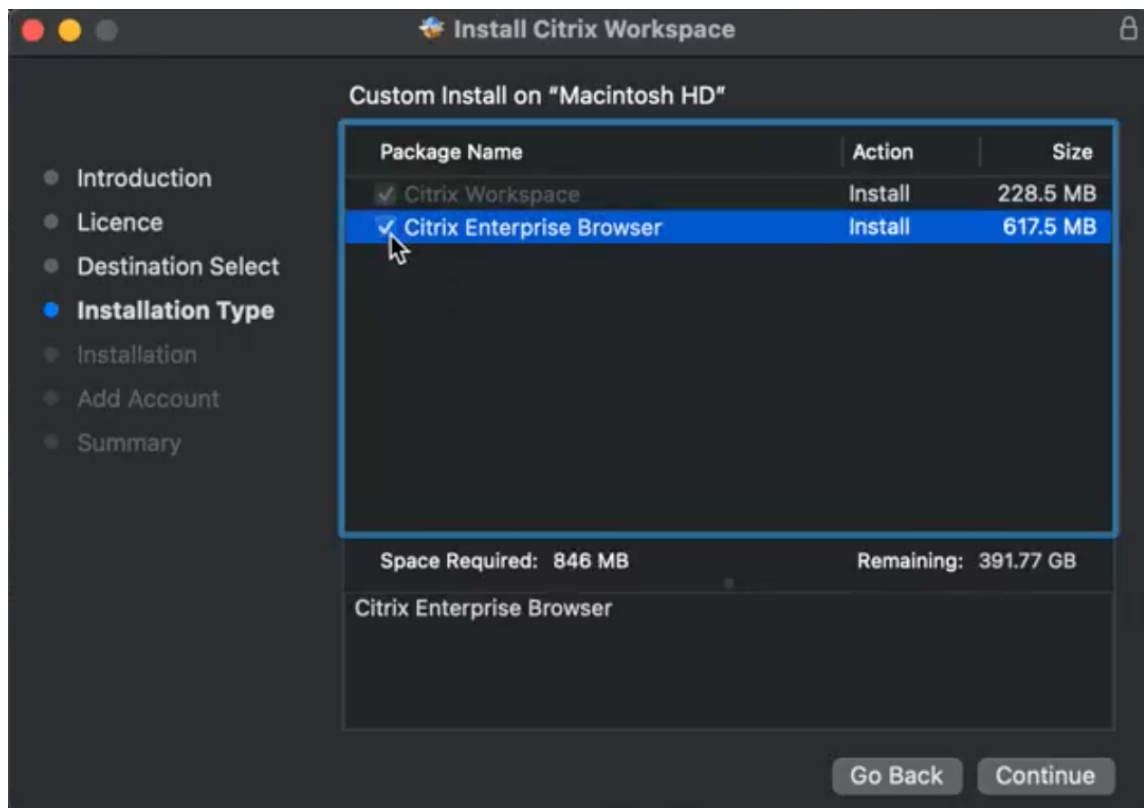 Install Citrix Workspace
Custom Install on “Macintosh HD”
Introduction
Licence
Destination Select
Installation Type
Installation
Add Account
Summary
Package Name Action Size
Citrix Workspace Install 228.5 MB
Citrix Enterprise Browser Install 617.5 MB
Space Required: 846 MB Remaining: 391.77 GB
Citrix Enterprise Browser
Go Back Continue